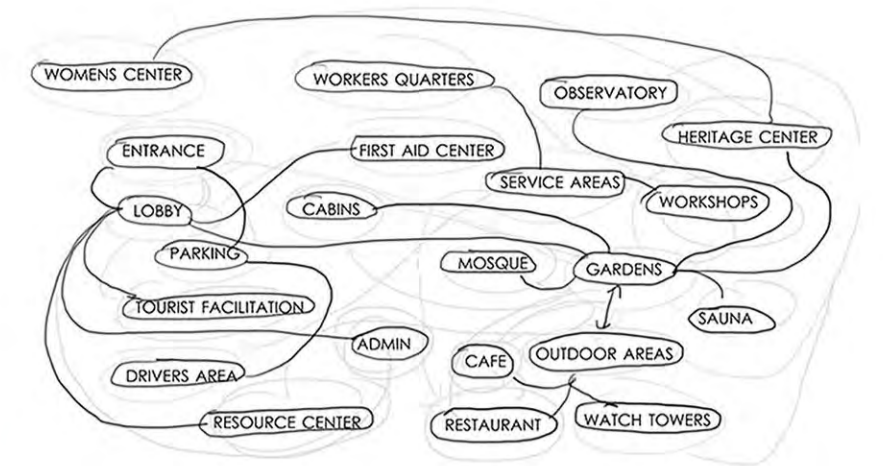 WOMENS CENTER
WORKERS QUARTERS
OBSERVATORY
HERITAGE CENTER
ENTRANCE
FIRST AID CENTER
SERVICE AREAS
WORKSHOPS
LOBBY
CABINS
PARKING
MOSQUE
GARDENS
TOURIST FACILITATION
SAUNA
ADMIN
CAFE
OUTDOOR AREAS
DRIVERS AREA
RESOURCE CENTER
RESTAURANT
WATCH TOWERS